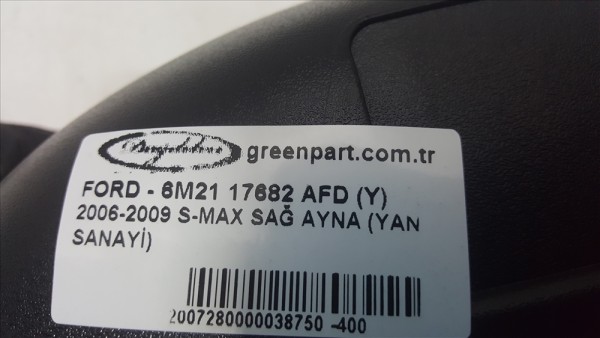 greenpart.com.tr
FORD - 6M21 17682 AFD (Y)
2006-2009 S-MAX SAĞ AYNA (YAN
SANAYİ)
2007280000038750 -400